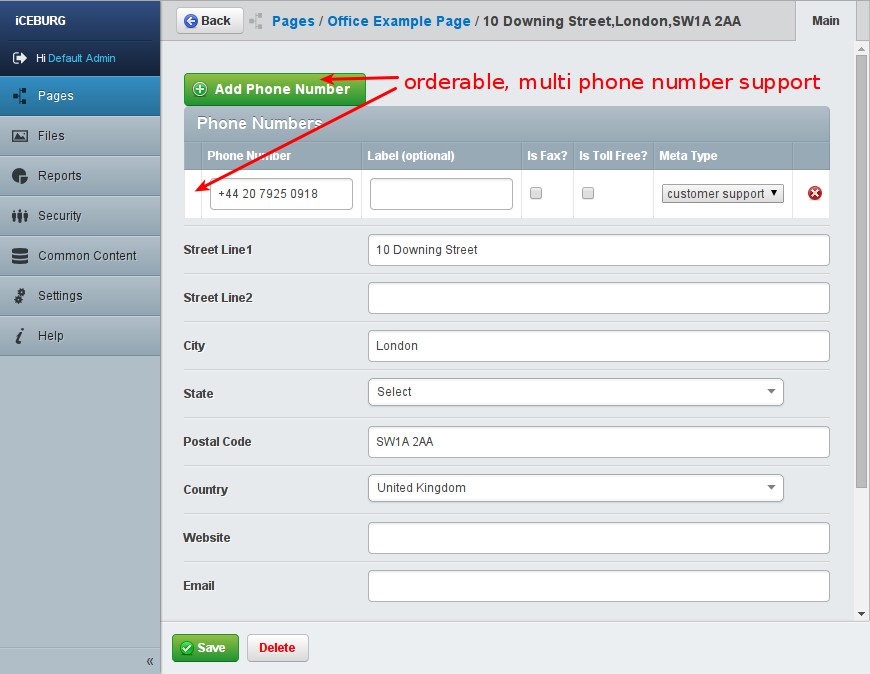 iCEBURG
Back
Pages / Office Example Page / 10 Downing Street,London,SW1A 2AA
Main
Hi Default Admin
Pages
Files
Reports
Security
Common Content
Settings
Help
«
Add Phone Number
orderable, multi phone number support
Phone Numbers
Phone Number Label (optional) Is Fax? Is Toll Free? Meta Type
+44 20 7925 0918 customer support
Street Line1 10 Downing Street
Street Line2
City London
State Select
Postal Code SW1A 2AA
Country United Kingdom
Website
Email
Save Delete